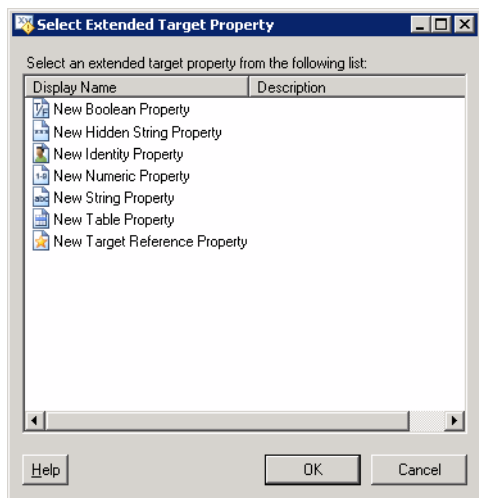 Select Extended Target Property
Select an extended target property from the following list:
Display Name Description
New Boolean Property
New Hidden String Property
New Identity Property
New Numeric Property
New String Property
New Table Property
New Target Reference Property
Help OK Cancel